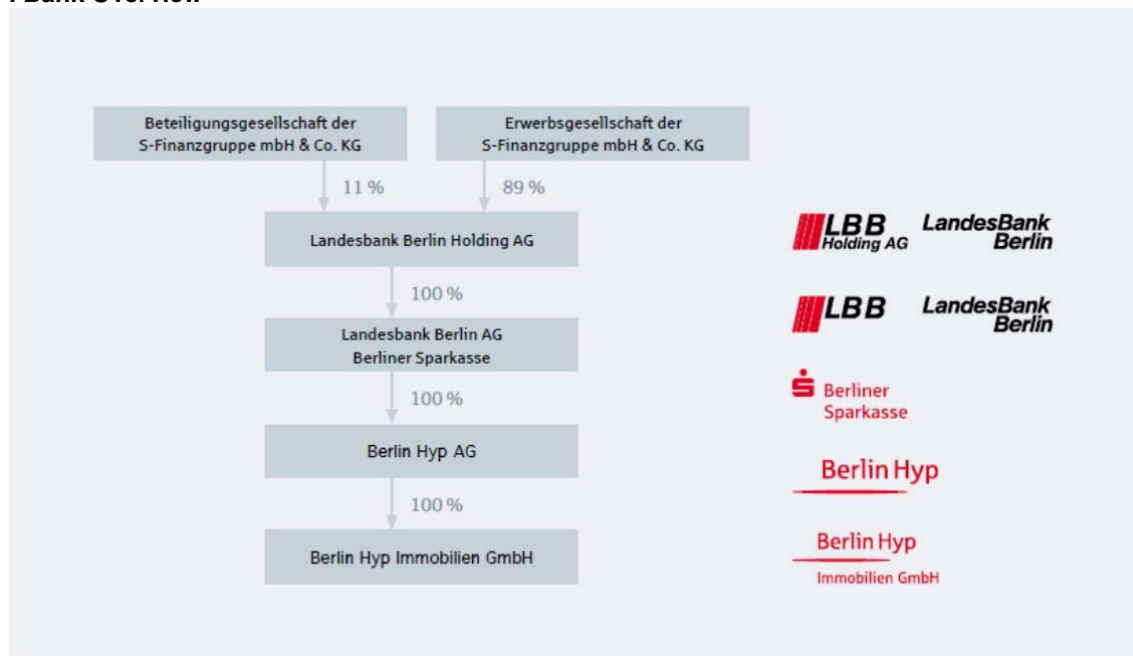 Beteiligungsgesellschaft der
S-Finanzgruppe mbH & Co. KG
Erwerbsgesellschaft der
S-Finanzgruppe mbH & Co. KG
11 %
89 %
Landesbank Berlin Holding AG
100 %
Landesbank Berlin AG
Berliner Sparkasse
100 %
Berlin Hyp AG
100 %
Berlin Hyp Immobilien GmbH
LBB
Holding AG
LandesBank
Berlin
LBB
LandesBank
Berlin
Berliner
Sparkasse
Berlin Hyp
Berlin Hyp
Immobilien GmbH